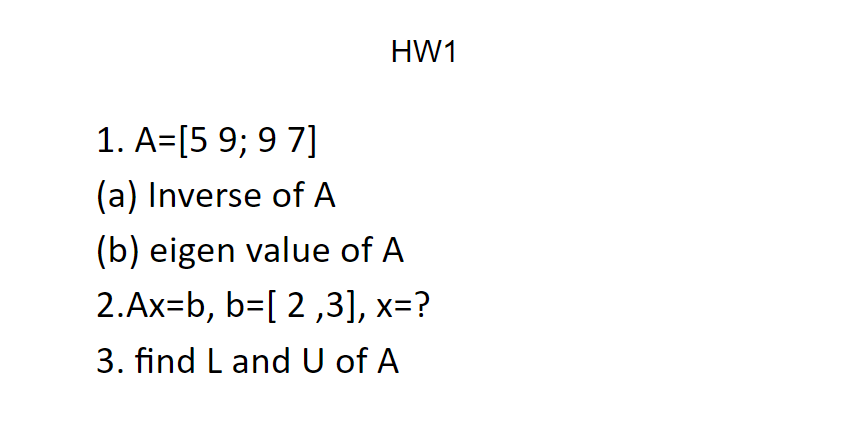 HW1
1. A=[5 9; 9 7]
(a) Inverse of A
(b) eigen value of A
2.Ax=b, b=[ 2 ,3], x=?
3. find L and U of A